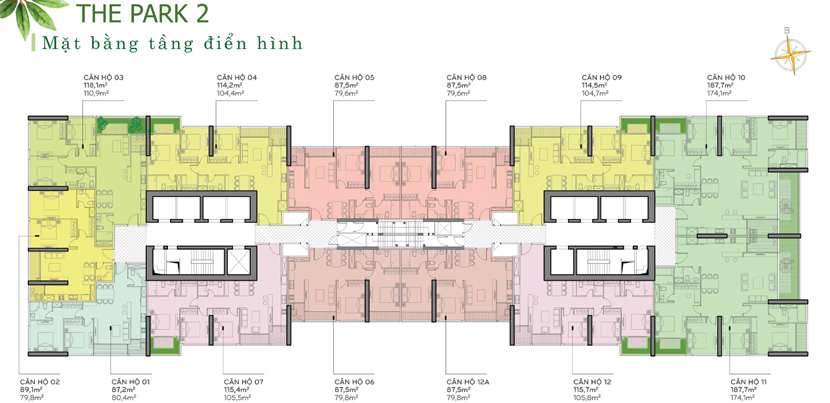 THE PARK 2
Mặt bằng tầng điển hình
B
CĂN HỘ 03
118,1m²
110,9m²
CĂN HỘ 04
114,2m²
104,4m²
CĂN HỘ 05
87,5m²
79,6m²
CĂN HỘ 08
87,5m²
79,6m²
CĂN HỘ 09
114,5m²
104,7m²
CĂN HỘ 10
187,7m²
174,1m²
CĂN HỘ 02
89,1m²
79,8m²
CĂN HỘ 01
87,2m²
80,4m²
CĂN HỘ 07
115,4m²
105,5m²
CĂN HỘ 06
87,5m²
79,8m²
CĂN HỘ 12A
87,5m²
79,8m²
CĂN HỘ 12
115,7m²
105,8m²
CĂN HỘ 11
187,7m²
174,1m²